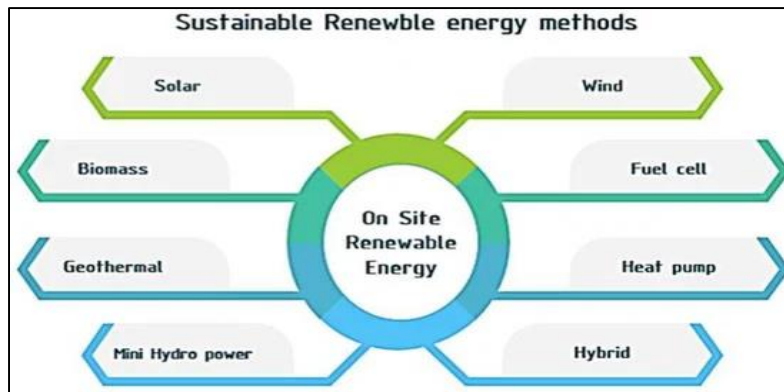 Sustainable Renewble energy methods
Solar
Wind
Biomass
Fuel cell
On Site
Renewable
Energy
Geothermal
Heat pump
Mini Hydro power
Hybrid